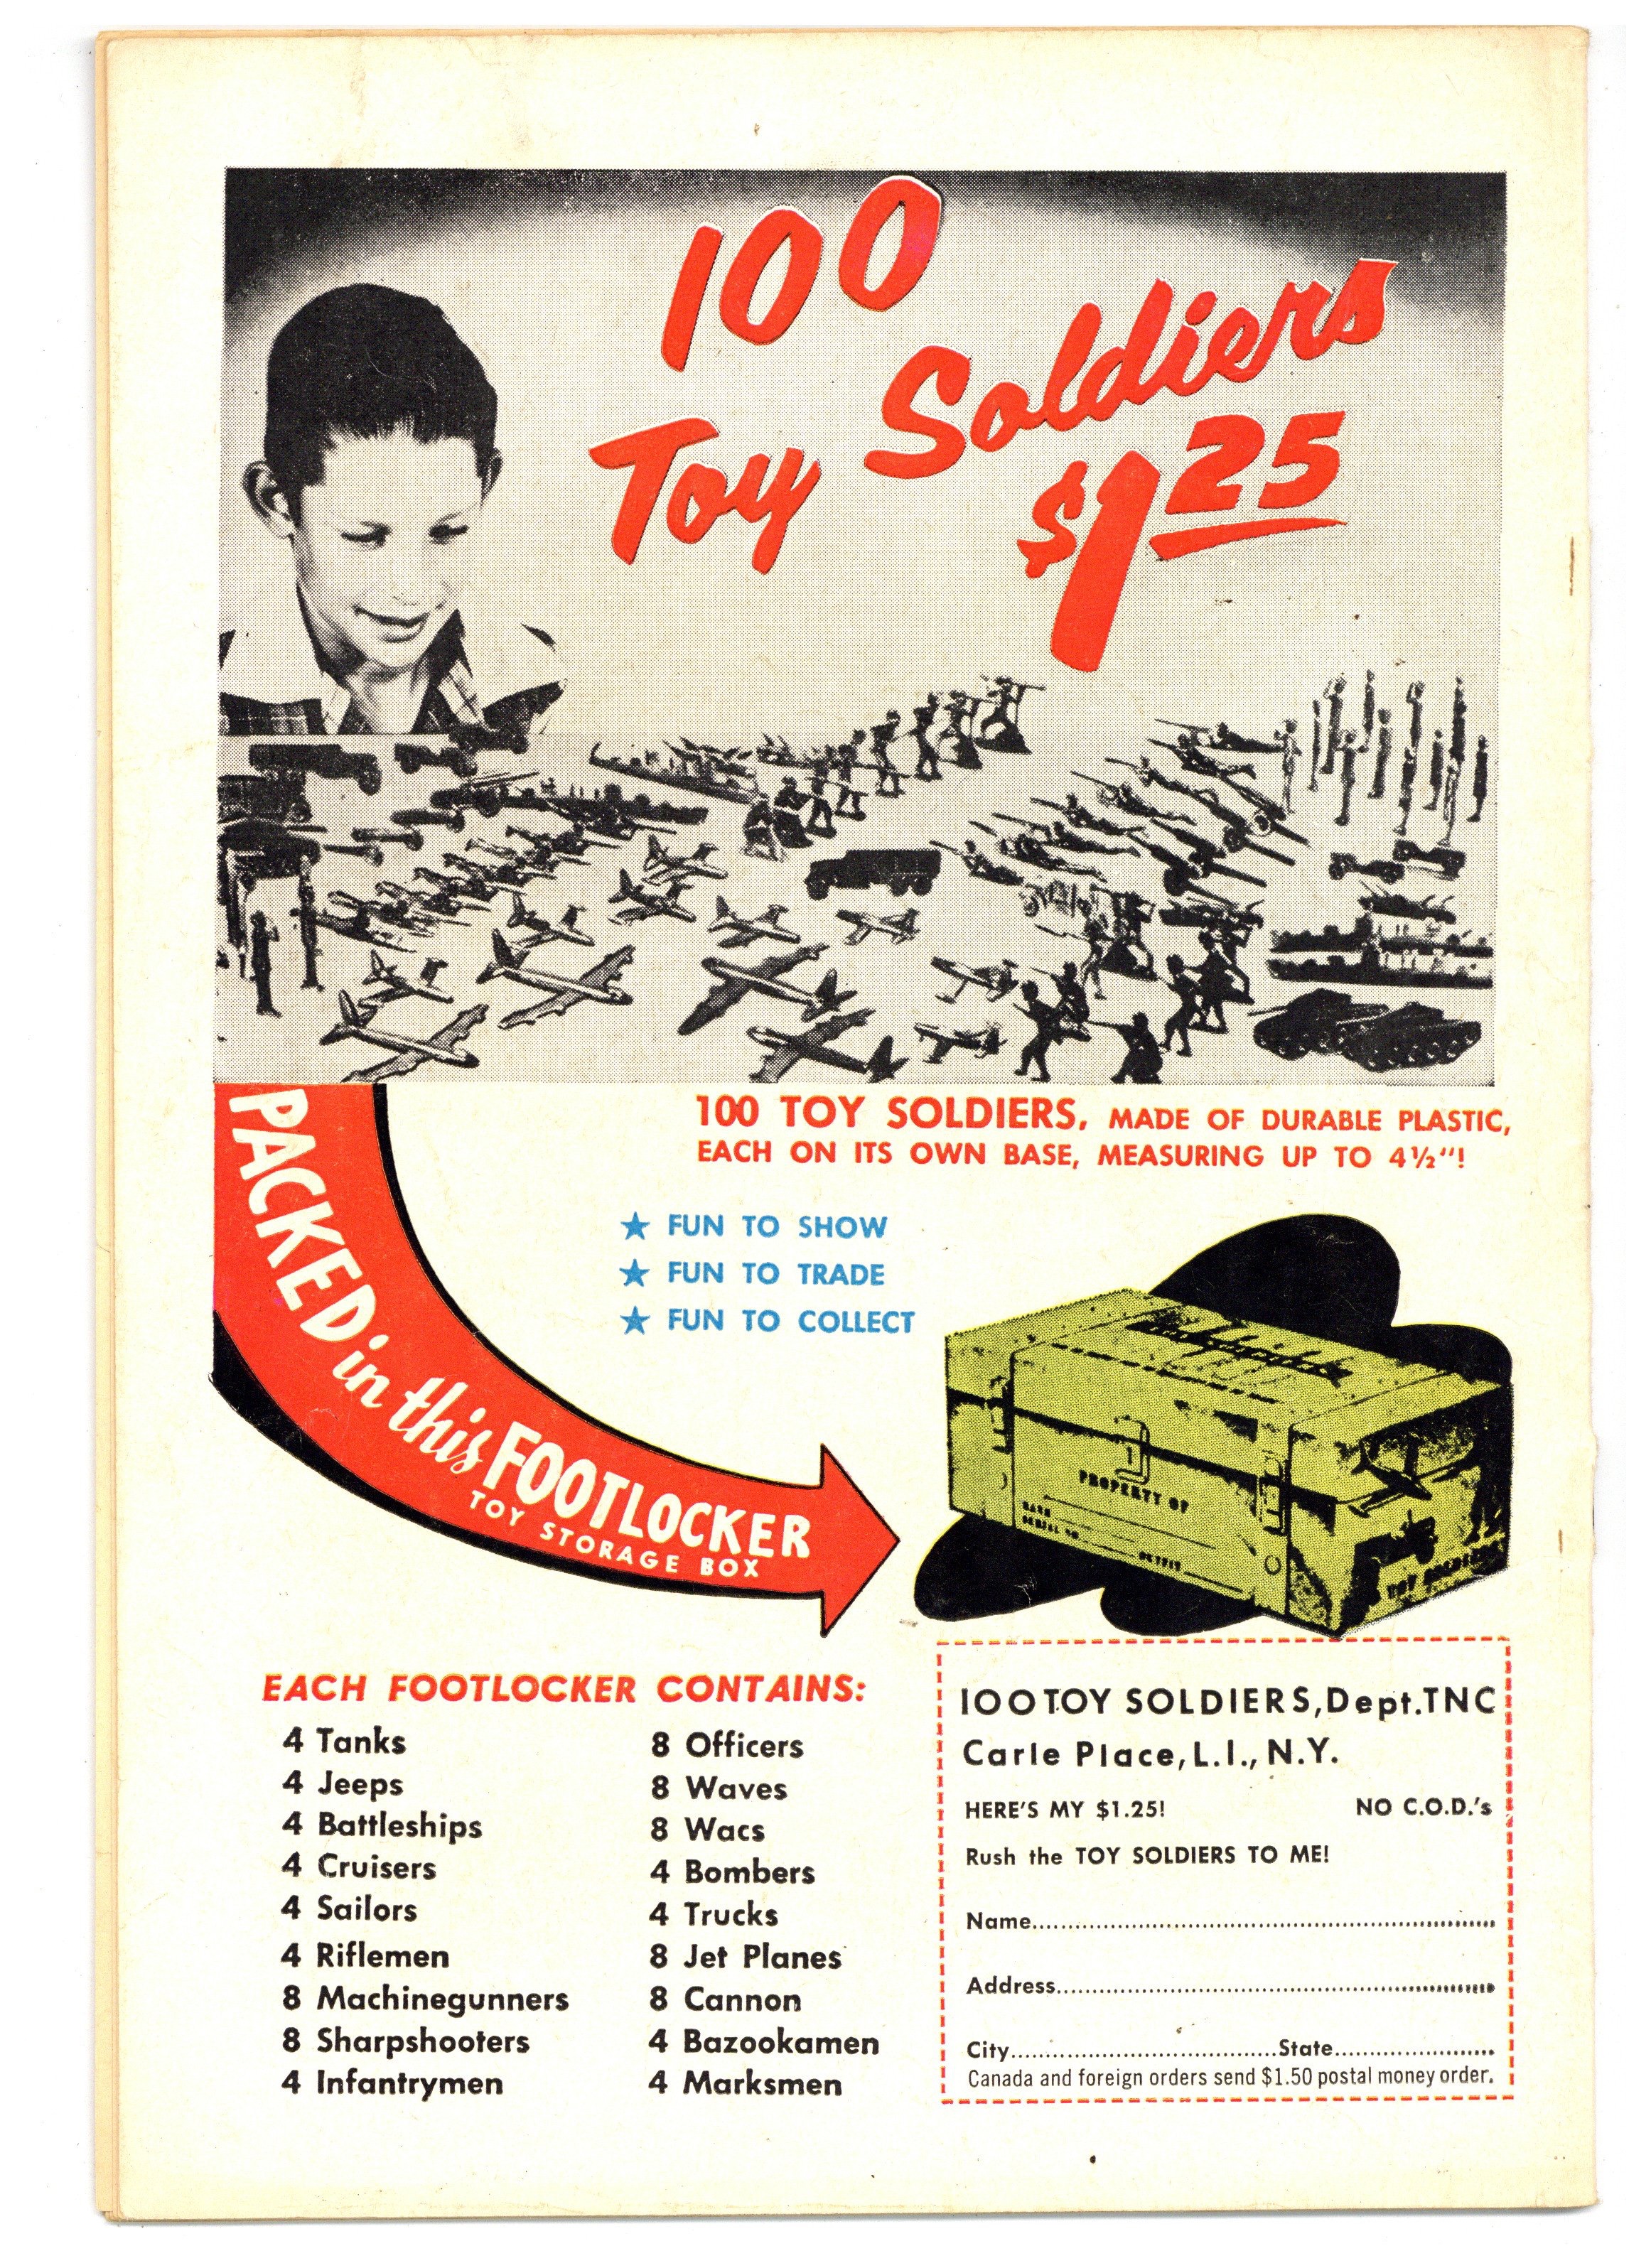 100
Toy Soldiers
$1 25
100 TOY SOLDIERS, MADE OF DURABLE PLASTIC,
EACH ON ITS OWN BASE, MEASURING UP TO 4½"!
PACKED in this FOOTLOCKER
TOY STORAGE BOX
★ FUN TO SHOW
★ FUN TO TRADE
★ FUN TO COLLECT
PROPERTY OF
SERIAL NO.
OUTFIT
TOY SOLDIERS
EACH FOOTLOCKER CONTAINS:
4 Tanks
4 Jeeps
4 Battleships
4 Cruisers
4 Sailors
4 Riflemen
8 Machinegunners
8 Sharpshooters
4 Infantrymen
8 Officers
8 Waves
8 Wacs
4 Bombers
4 Trucks
8 Jet Planes
8 Cannon
4 Bazookamen
4 Marksmen
100 TOY SOLDIERS, Dept. TNC
Carle Place, L.I., N.Y.
HERE'S MY $1.25! NO C.O.D.'s
Rush the TOY SOLDIERS TO ME!
Name
Address
City State
Canada and foreign orders send $1.50 postal money order.